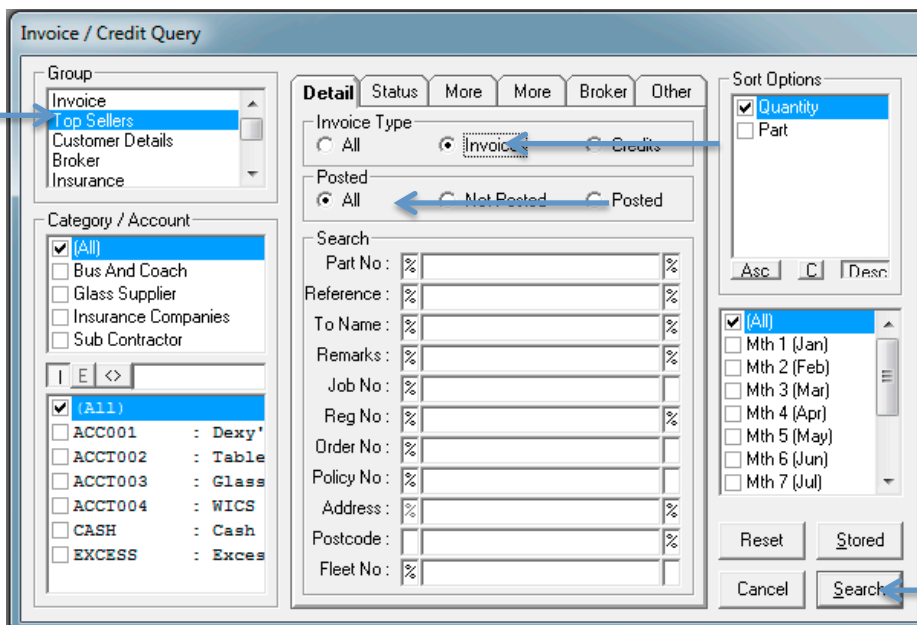 Invoice / Credit Query
Group
Invoice
Top Sellers
Customer Details
Broker
Insurance
Category / Account
(All)
Bus And Coach
Glass Supplier
Insurance Companies
Sub Contractor
I E <>
(All)
ACC001 : Dexy'
ACCT002 : Table
ACCT003 : Glass
ACCT004 : WICS
CASH : Cash
EXCESS : Exces
Detail Status More More Broker Other
Invoice Type
All Invoice Credits
Posted
All Not Posted Posted
Search
Part No : % %
Reference : % %
To Name : % %
Remarks : % %
Job No : %
Reg No : % %
Order No : %
Policy No : %
Address : % %
Postcode : %
Fleet No : %
Sort Options
Quantity
Part
Asc C Desc
(All)
Mth 1 (Jan)
Mth 2 (Feb)
Mth 3 (Mar)
Mth 4 (Apr)
Mth 5 (May)
Mth 6 (Jun)
Mth 7 (Jul)
Reset Stored
Cancel Search